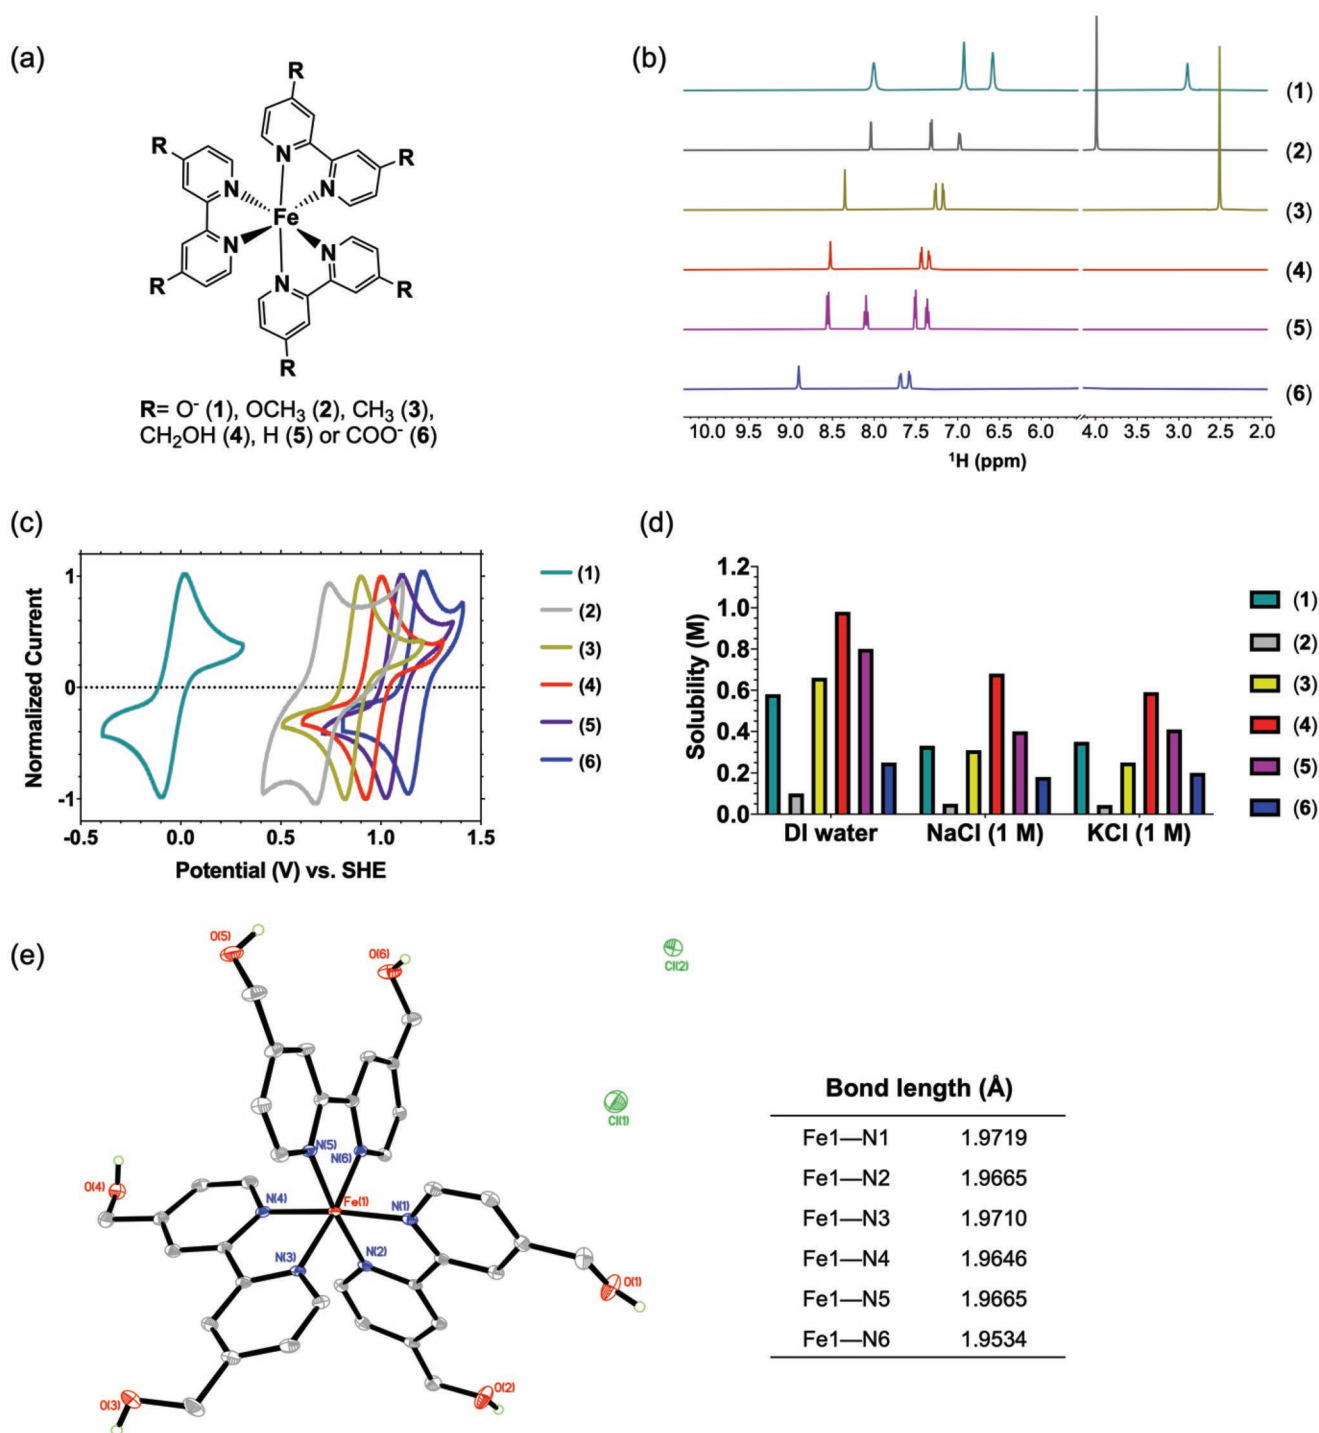 (a)
R
R
R
N
N
N
Fe
N
N
N
R
R
R
R= O⁻ (1), OCH₃ (2), CH₃ (3),
CH₂OH (4), H (5) or COO⁻ (6)
(b)
(1)
(2)
(3)
(4)
(5)
(6)
10.0 9.5 9.0 8.5 8.0 7.5 7.0 6.5 6.0 4.0 3.5 3.0 2.5 2.0
¹H (ppm)
(c)
Normalized Current
1
0
-1
-0.5 0.0 0.5 1.0 1.5
Potential (V) vs. SHE
(1)
(2)
(3)
(4)
(5)
(6)
(d)
Solubility (M)
1.2
1.0
0.8
0.6
0.4
0.2
0.0
DI water NaCl (1 M) KCl (1 M)
(1)
(2)
(3)
(4)
(5)
(6)
(e)
O(5)
O(6)
Cl(2)
Cl(1)
N(5)
N(6)
O(4)
N(4)
Fe(1)
N(1)
N(3)
N(2)
O(1)
O(3)
O(2)
Bond length (Å)
Fe1—N1 1.9719
Fe1—N2 1.9665
Fe1—N3 1.9710
Fe1—N4 1.9646
Fe1—N5 1.9665
Fe1—N6 1.9534